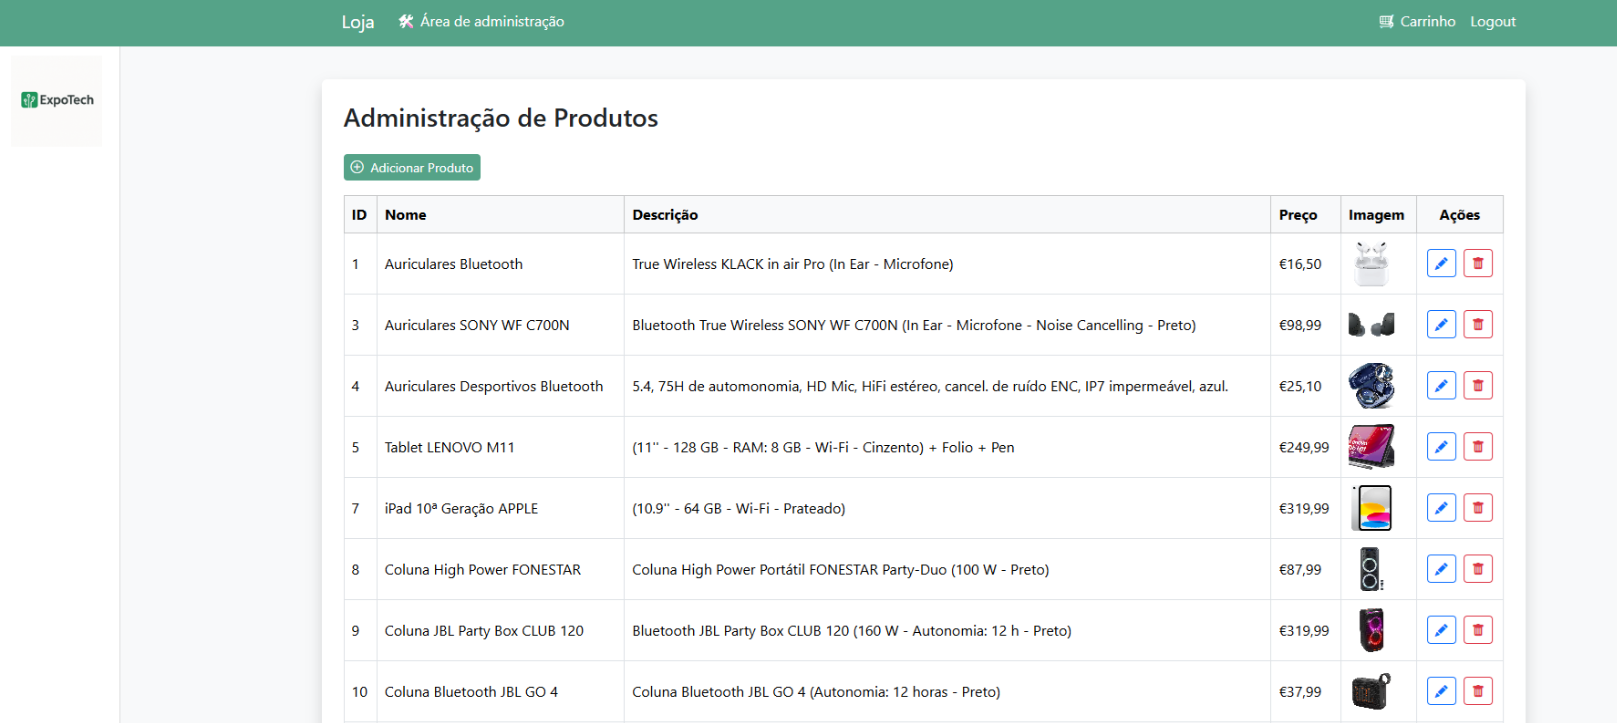 Loja 🛠️ Área de administração 🛒 Carrinho Logout
ExpoTech
Administração de Produtos
Adicionar Produto
ID Nome Descrição Preço Imagem Ações
1 Auriculares Bluetooth True Wireless KLACK in air Pro (In Ear - Microfone) €16,50
3 Auriculares SONY WF C700N Bluetooth True Wireless SONY WF C700N (In Ear - Microfone - Noise Cancelling - Preto) €98,99
4 Auriculares Desportivos Bluetooth 5.4, 75H de automonomia, HD Mic, HiFi estéreo, cancel. de ruído ENC, IP7 impermeável, azul. €25,10
5 Tablet LENOVO M11 (11'' - 128 GB - RAM: 8 GB - Wi-Fi - Cinzento) + Folio + Pen €249,99
7 iPad 10ª Geração APPLE (10.9'' - 64 GB - Wi-Fi - Prateado) €319,99
8 Coluna High Power FONESTAR Coluna High Power Portátil FONESTAR Party-Duo (100 W - Preto) €87,99
9 Coluna JBL Party Box CLUB 120 Bluetooth JBL Party Box CLUB 120 (160 W - Autonomia: 12 h - Preto) €319,99
10 Coluna Bluetooth JBL GO 4 Coluna Bluetooth JBL GO 4 (Autonomia: 12 horas - Preto) €37,99